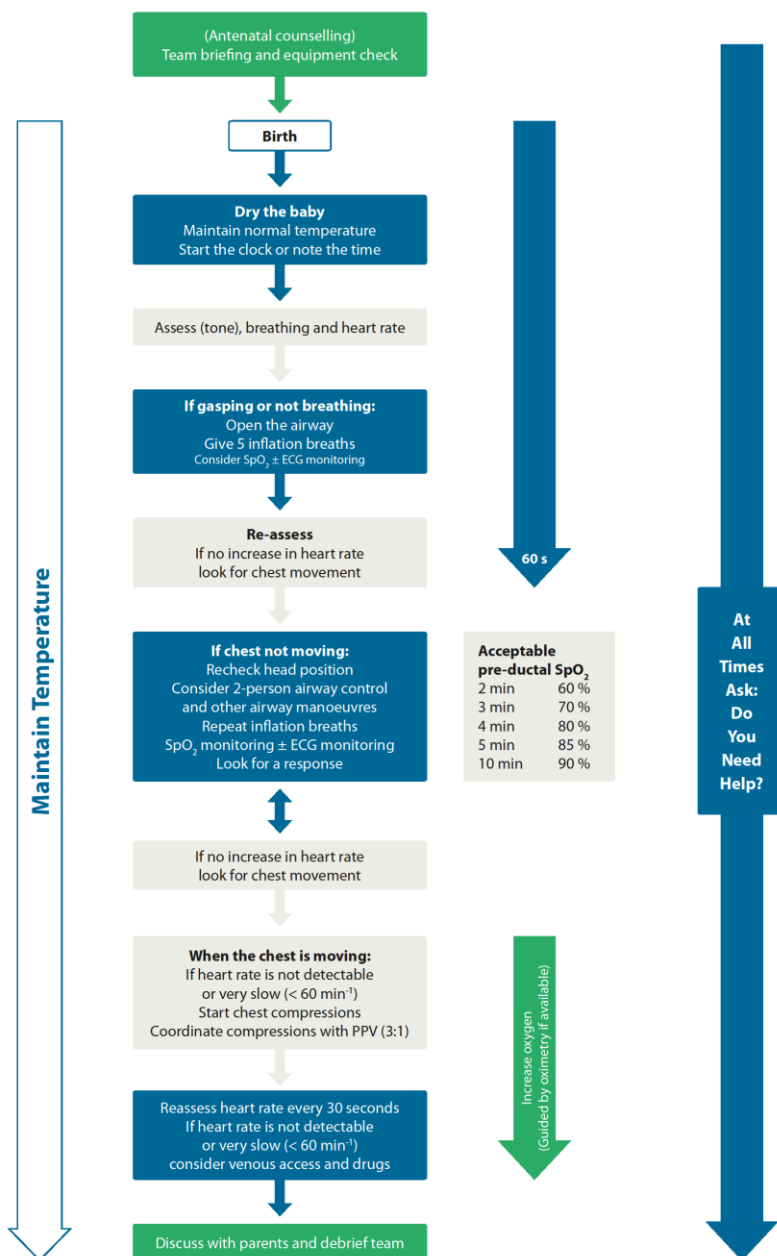 (Antenatal counselling)
Team briefing and equipment check
Birth
Dry the baby
Maintain normal temperature
Start the clock or note the time
Assess (tone), breathing and heart rate
If gasping or not breathing:
Open the airway
Give 5 inflation breaths
Consider SpO₂ ± ECG monitoring
Re-assess
If no increase in heart rate
look for chest movement
If chest not moving:
Recheck head position
Consider 2-person airway control
and other airway manoeuvres
Repeat inflation breaths
SpO₂ monitoring ± ECG monitoring
Look for a response
If no increase in heart rate
look for chest movement
When the chest is moving:
If heart rate is not detectable
or very slow (< 60 min⁻¹)
Start chest compressions
Coordinate compressions with PPV (3:1)
Reassess heart rate every 30 seconds
If heart rate is not detectable
or very slow (< 60 min⁻¹)
consider venous access and drugs
Discuss with parents and debrief team
Maintain Temperature
60 s
Acceptable
pre-ductal SpO₂
2 min 60 %
3 min 70 %
4 min 80 %
5 min 85 %
10 min 90 %
Increase oxygen
(Guided by oximetry if available)
At
All
Times
Ask:
Do
You
Need
Help?